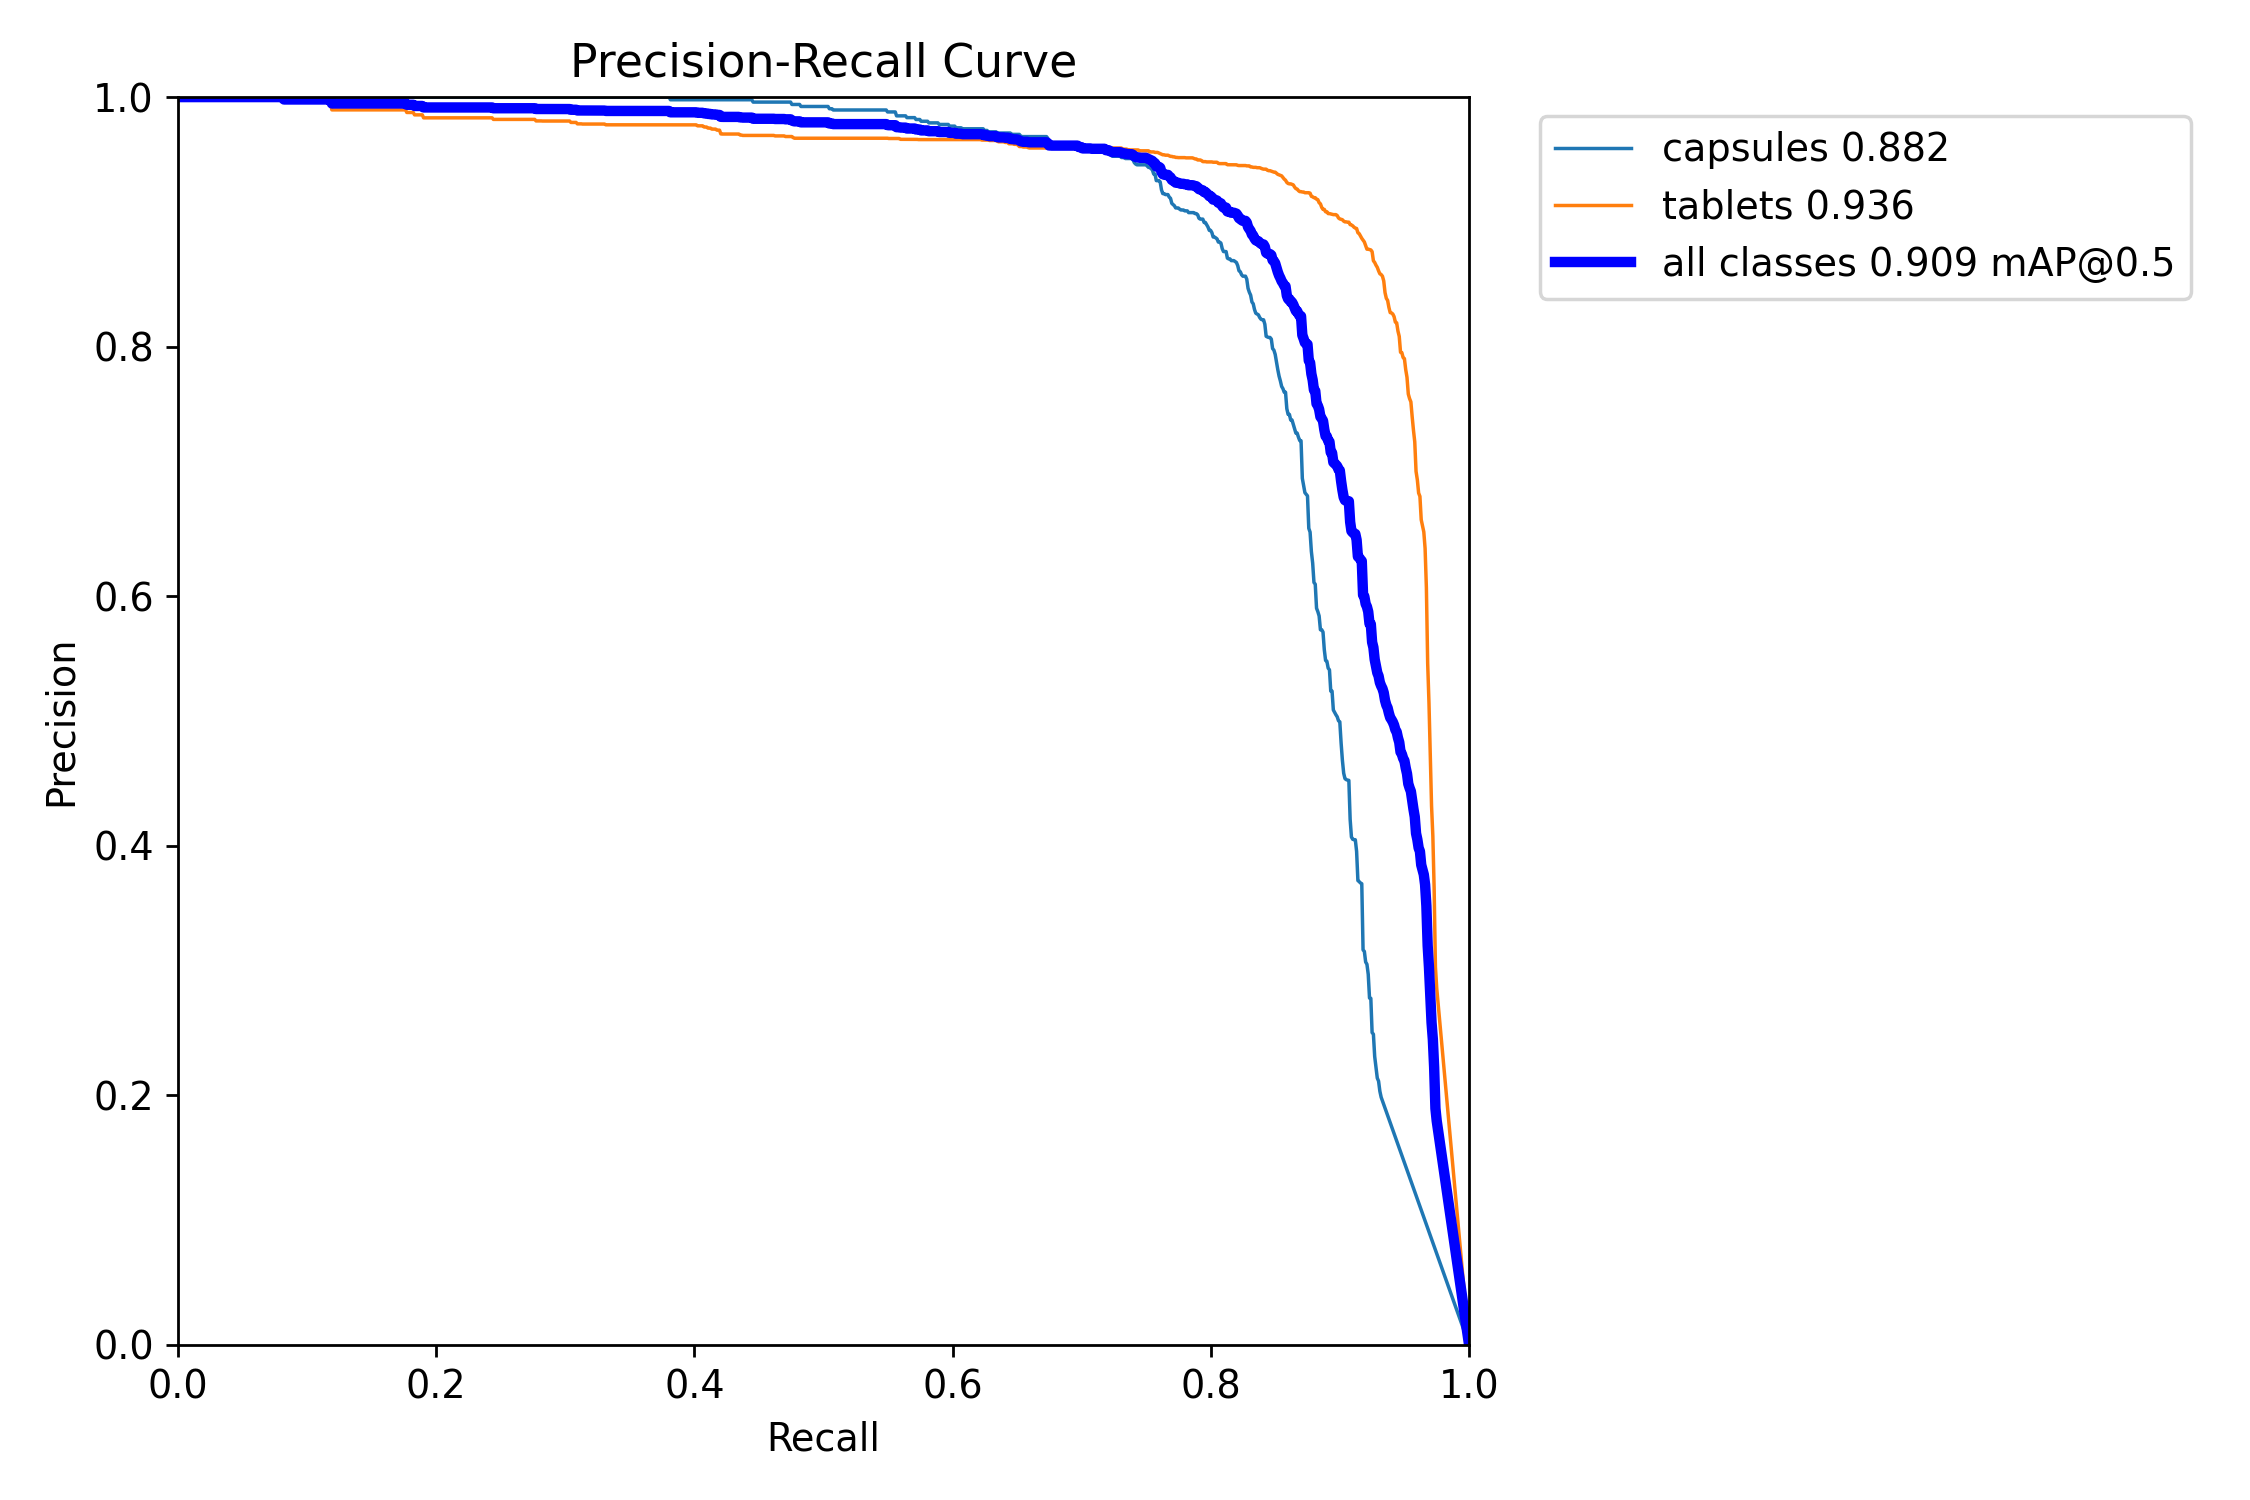 Precision-Recall Curve
1.0
0.8
0.6
0.4
0.2
0.0
Precision
0.0 0.2 0.4 0.6 0.8 1.0
Recall
capsules 0.882
tablets 0.936
all classes 0.909 mAP@0.5